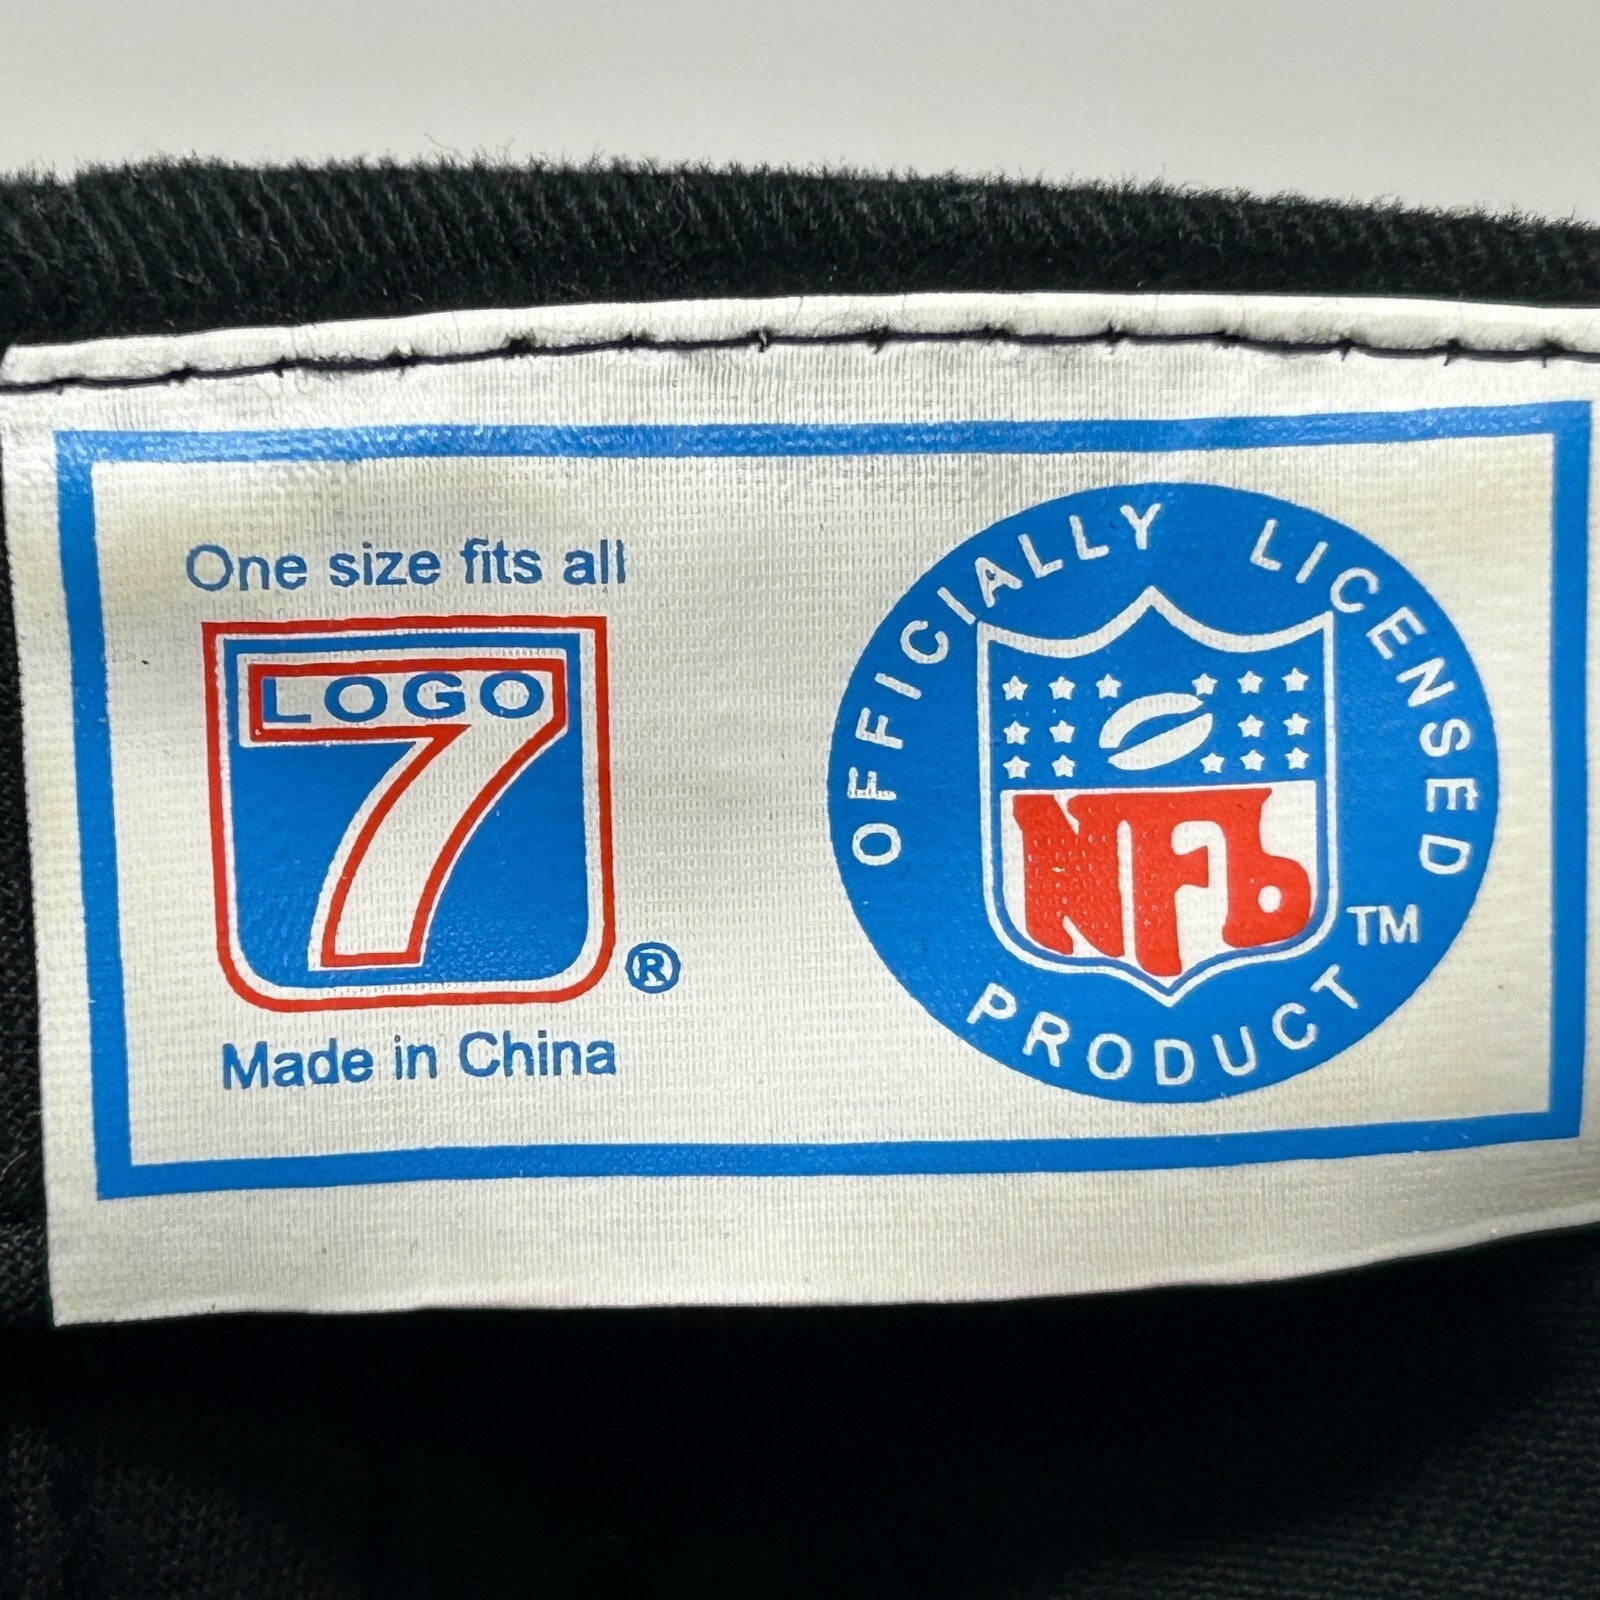 One size fits all
LOGO
7
®
Made in China
OFFICIALLY LICENSED
NFL
TM
PRODUCT